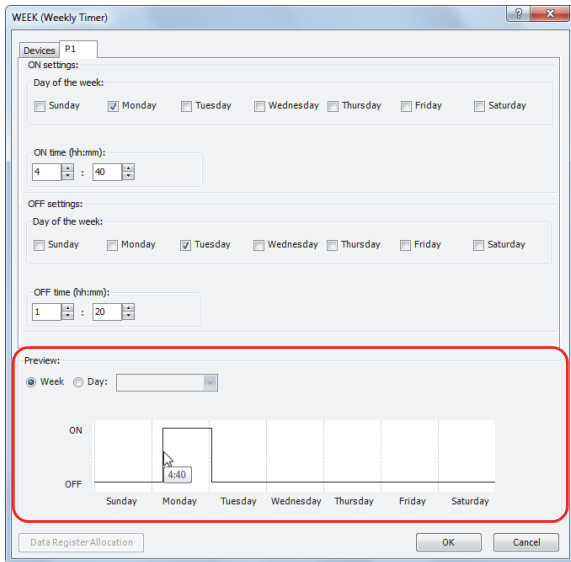 WEEK (Weekly Timer)
Devices P1
ON settings:
Day of the week:
Sunday Monday Tuesday Wednesday Thursday Friday Saturday
ON time (hh:mm):
4 : 40
OFF settings:
Day of the week:
Sunday Monday Tuesday Wednesday Thursday Friday Saturday
OFF time (hh:mm):
1 : 20
Preview:
Week Day:
ON
4:40
OFF
Sunday Monday Tuesday Wednesday Thursday Friday Saturday
Data Register Allocation OK Cancel